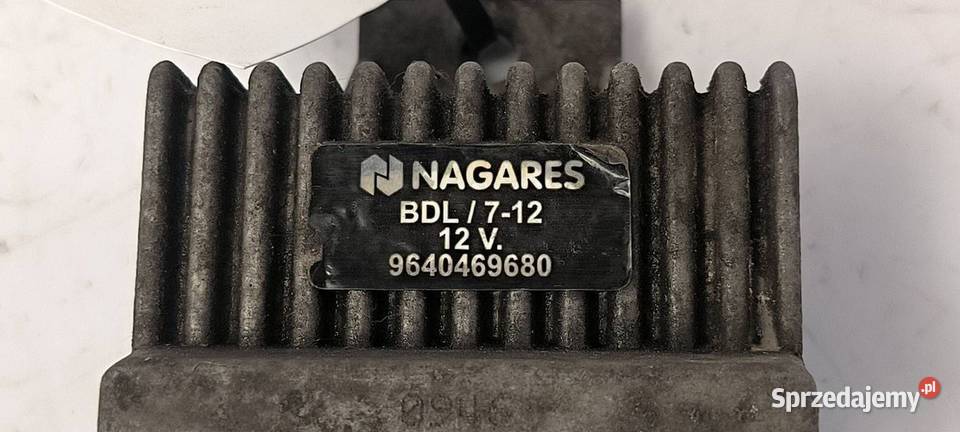 NAGARES
BDL / 7-12
12 V.
9640469680
Sprzedajemy.pl